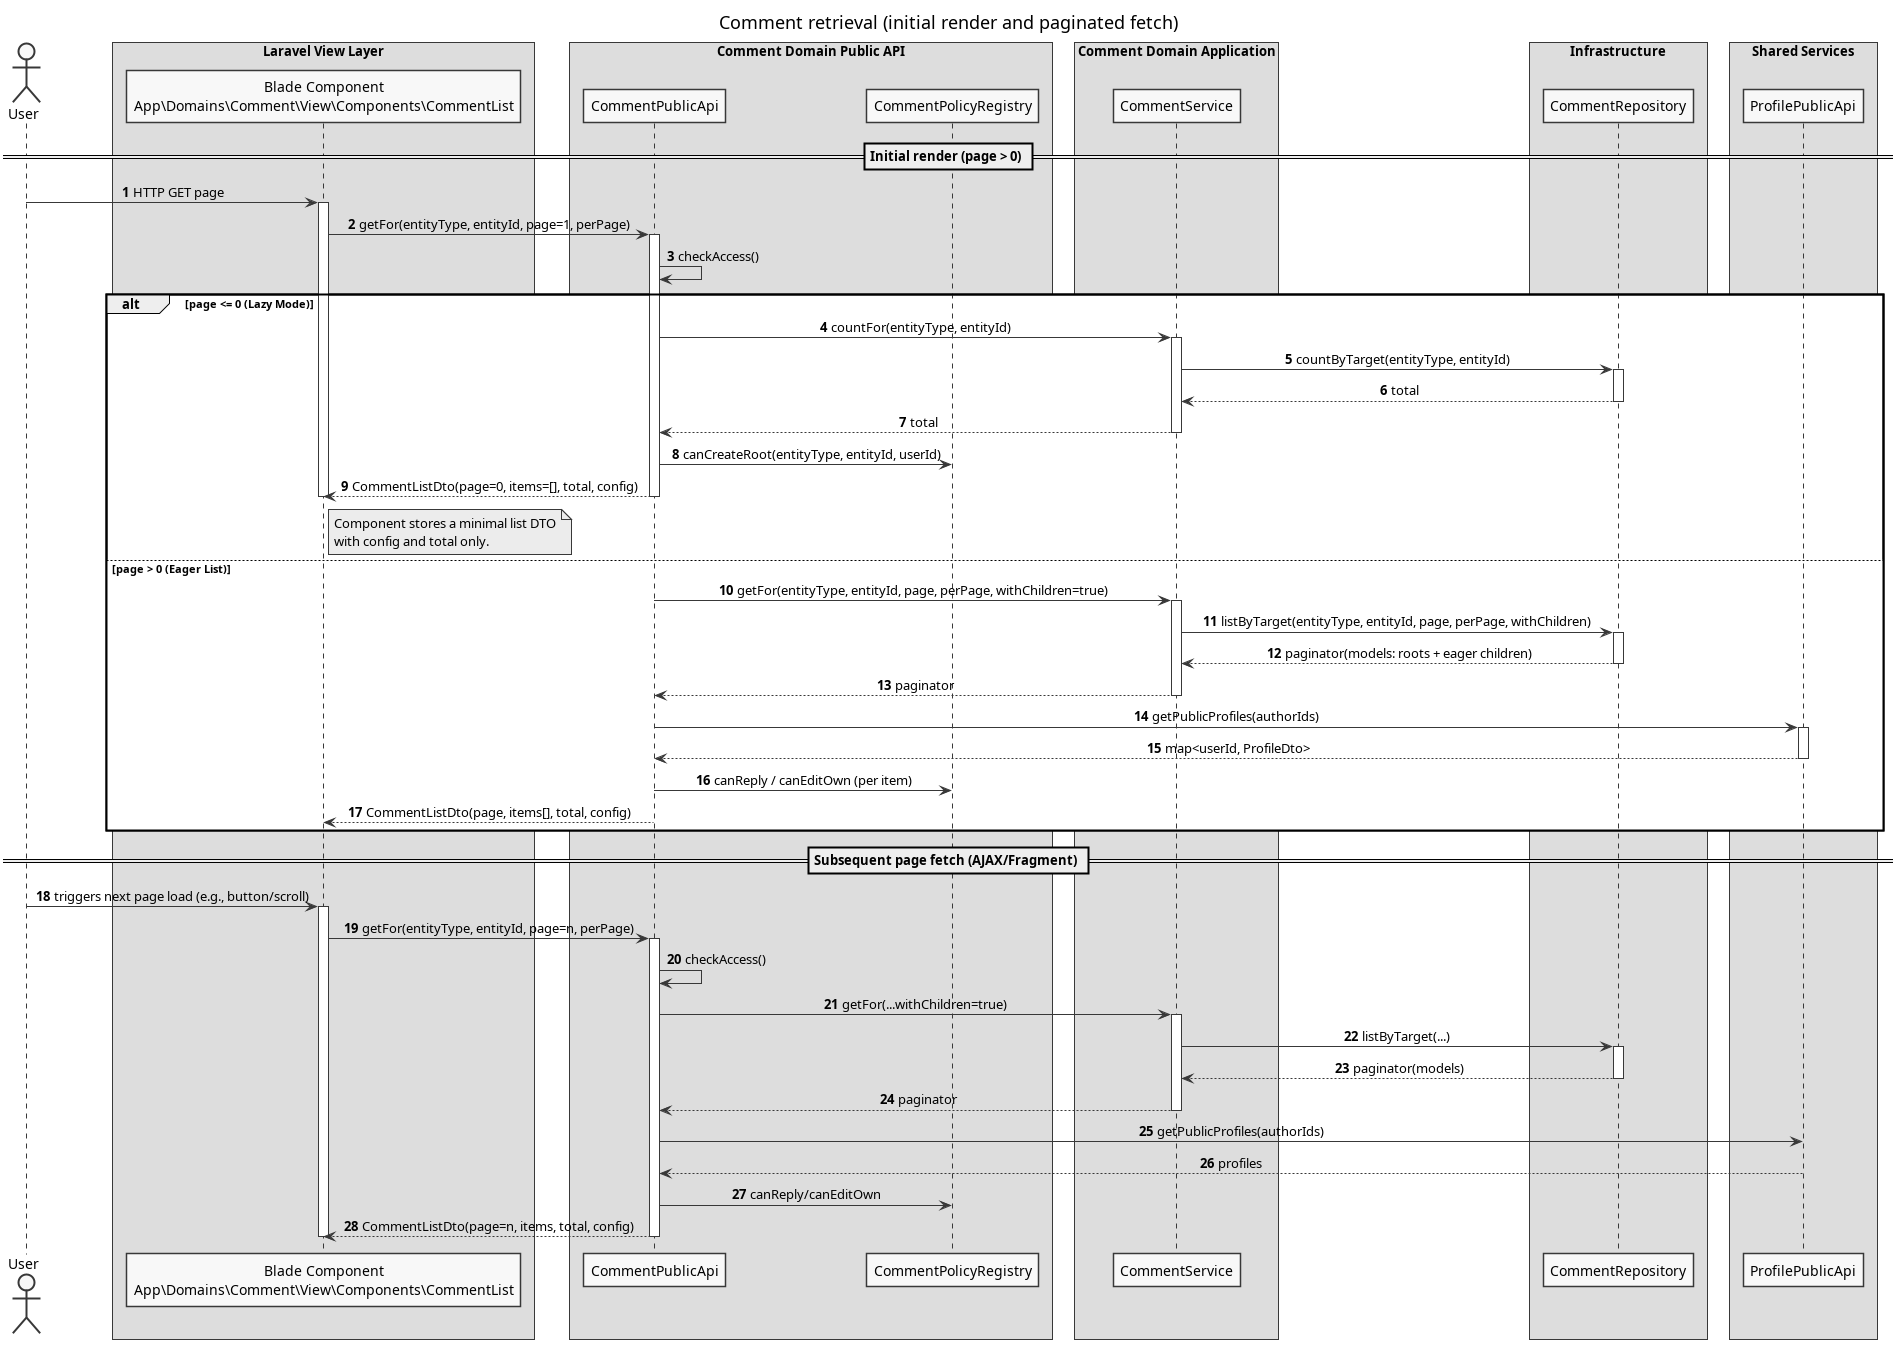 Comment retrieval (initial render and paginated fetch)
Laravel View Layer
Comment Domain Public API
Comment Domain Application
Infrastructure
Shared Services
User
Blade Component
App\Domains\Comment\View\Components\CommentList
CommentPublicApi
CommentPolicyRegistry
CommentService
CommentRepository
ProfilePublicApi
Initial render (page > 0)
1 HTTP GET page
2 getFor(entityType, entityId, page=1, perPage)
3 checkAccess()
alt [page <= 0 (Lazy Mode)]
4 countFor(entityType, entityId)
5 countByTarget(entityType, entityId)
6 total
7 total
8 canCreateRoot(entityType, entityId, userId)
9 CommentListDto(page=0, items=[], total, config)
Component stores a minimal list DTO
with config and total only.
[page > 0 (Eager List)]
10 getFor(entityType, entityId, page, perPage, withChildren=true)
11 listByTarget(entityType, entityId, page, perPage, withChildren)
12 paginator(models: roots + eager children)
13 paginator
14 getPublicProfiles(authorIds)
15 map<userId, ProfileDto>
16 canReply / canEditOwn (per item)
17 CommentListDto(page, items[], total, config)
Subsequent page fetch (AJAX/Fragment)
18 triggers next page load (e.g., button/scroll)
19 getFor(entityType, entityId, page=n, perPage)
20 checkAccess()
21 getFor(...withChildren=true)
22 listByTarget(...)
23 paginator(models)
24 paginator
25 getPublicProfiles(authorIds)
26 profiles
27 canReply/canEditOwn
28 CommentListDto(page=n, items, total, config)
User
Blade Component
App\Domains\Comment\View\Components\CommentList
CommentPublicApi
CommentPolicyRegistry
CommentService
CommentRepository
ProfilePublicApi